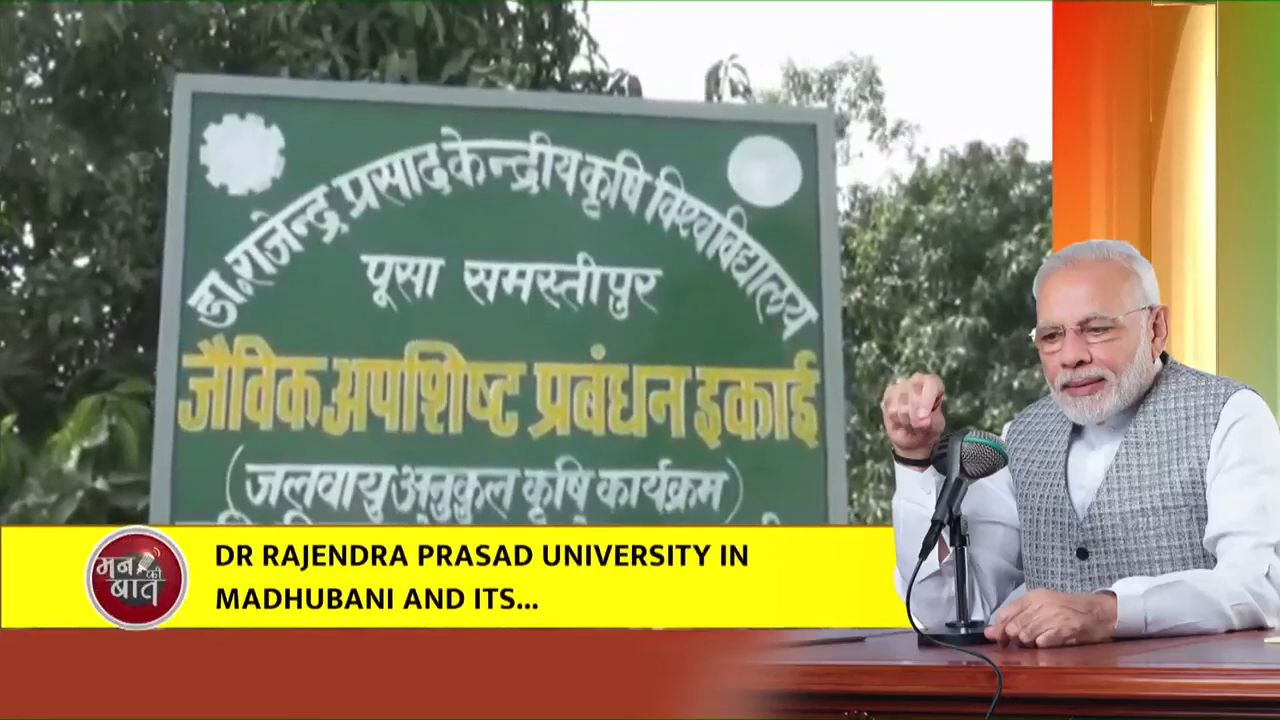 डा. राजेन्द्र प्रसाद केन्द्रीय कृषि विश्वविद्यालय
पूसा समस्तीपुर
जैविक अपशिष्ट प्रबंधन इकाई
(जलवायु अनुकुल कृषि कार्यक्रम)
मन की बात
DR RAJENDRA PRASAD UNIVERSITY IN
MADHUBANI AND ITS...